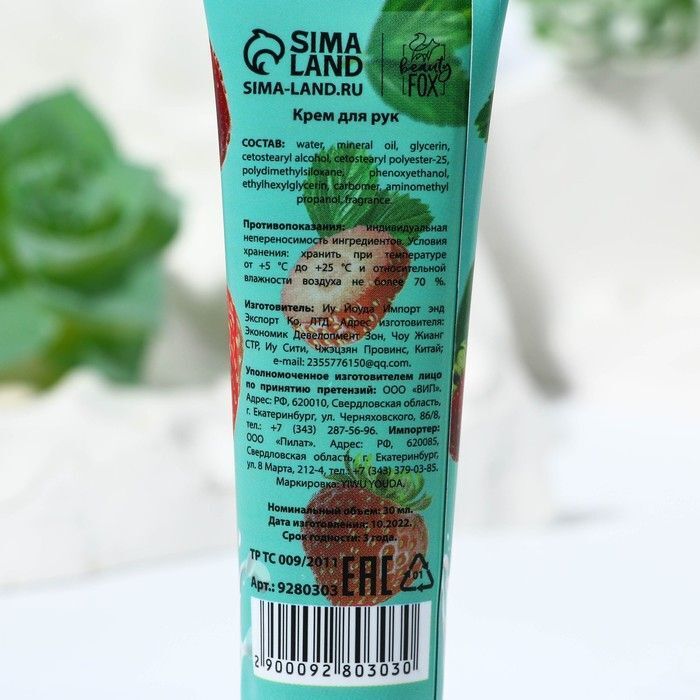 SIMA
LAND
SIMA-LAND.RU
beauty
FOX
Крем для рук
СОСТАВ: water, mineral oil, glycerin,
cetostearyl alcohol, cetostearyl polyester-25,
polydimethylsiloxane, phenoxyethanol,
ethylhexylglycerin, carbomer, aminomethyl
propanol, fragrance.
Противопоказания: индивидуальная
непереносимость ингредиентов. Условия
хранения: хранить при температуре
от +5 °C до +25 °C и относительной
влажности воздуха не более 70 %.
Изготовитель: Иу Йоуда Импорт энд
Экспорт Ко, ЛТД Адрес изготовителя:
Экономик Девелопмент Зон, Чоу Жианг
СТР, Иу Сити, Чжэцзян Провинс, Китай;
e-mail: 2355776150@qq.com.
Уполномоченное изготовителем лицо
по принятию претензий: ООО «ВИП».
Адрес: РФ, 620010, Свердловская область,
г. Екатеринбург, ул. Черняховского, 86/8,
тел.: +7 (343) 287-56-96. Импортер:
ООО «Пилат». Адрес: РФ, 620085,
Свердловская область, г. Екатеринбург,
ул. 8 Марта, 212-4, тел.: +7 (343) 379-03-85.
Маркировка: YIWU YOUDA.
Номинальный объем: 30 мл.
Дата изготовления: 10.2022.
Срок годности: 3 года.
ТР ТС 009/2011 EAC 01
Арт.: 9280303
2 900092 803030